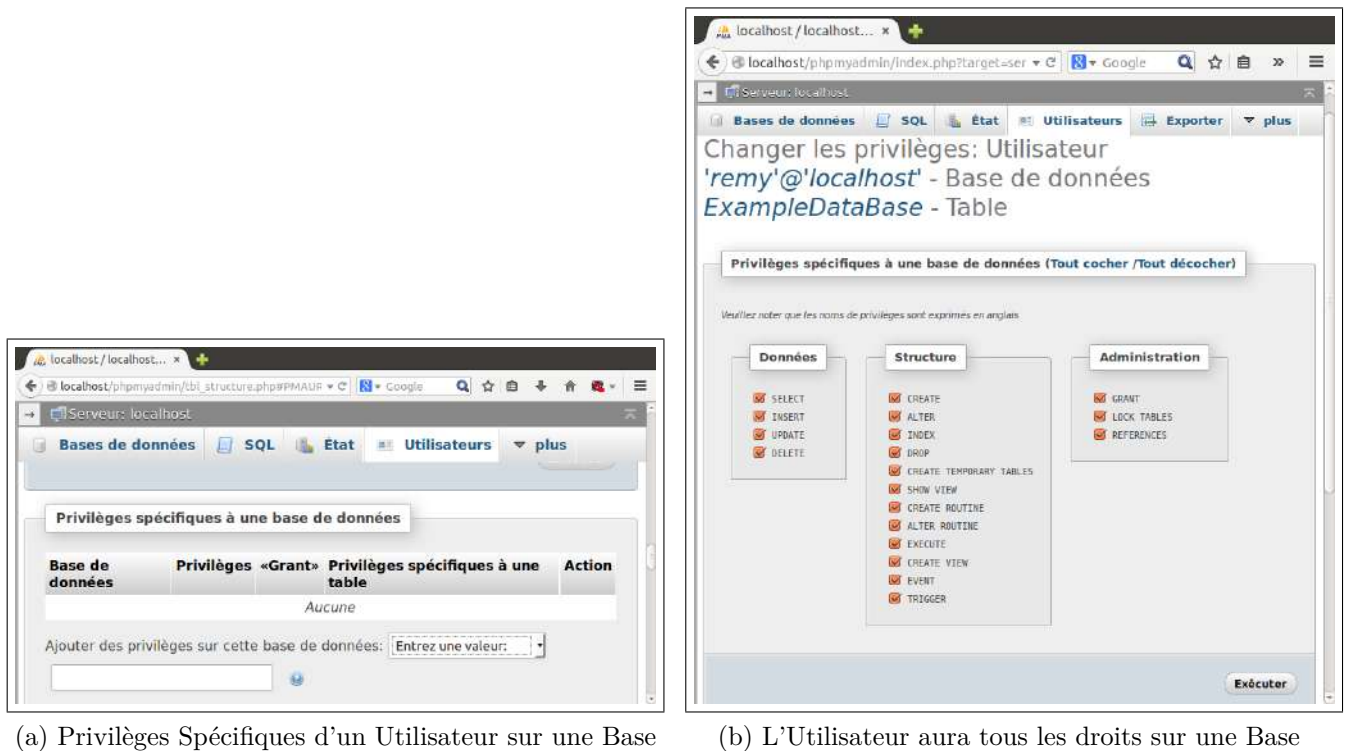 localhost / localhost...
localhost/phpmyadmin/tbl_structure.php#PMAUR
Google
Serveur: localhost
Bases de données SQL État Utilisateurs plus
Privilèges spécifiques à une base de données
Base de données Privilèges «Grant» Privilèges spécifiques à une table Action
Aucune
Ajouter des privilèges sur cette base de données: Entrez une valeur:
(a) Privilèges Spécifiques d'un Utilisateur sur une Base
localhost / localhost...
localhost/phpmyadmin/index.php?target=ser
Google
Serveur: localhost
Bases de données SQL État Utilisateurs Exporter plus
Changer les privilèges: Utilisateur
'remy'@'localhost' - Base de données
ExampleDataBase - Table
Privilèges spécifiques à une base de données (Tout cocher /Tout décocher)
Veuillez noter que les noms de privilèges sont exprimés en anglais
Données
SELECT
INSERT
UPDATE
DELETE
Structure
CREATE
ALTER
INDEX
DROP
CREATE TEMPORARY TABLES
SHOW VIEW
CREATE ROUTINE
ALTER ROUTINE
EXECUTE
CREATE VIEW
EVENT
TRIGGER
Administration
GRANT
LOCK TABLES
REFERENCES
Exécuter
(b) L'Utilisateur aura tous les droits sur une Base